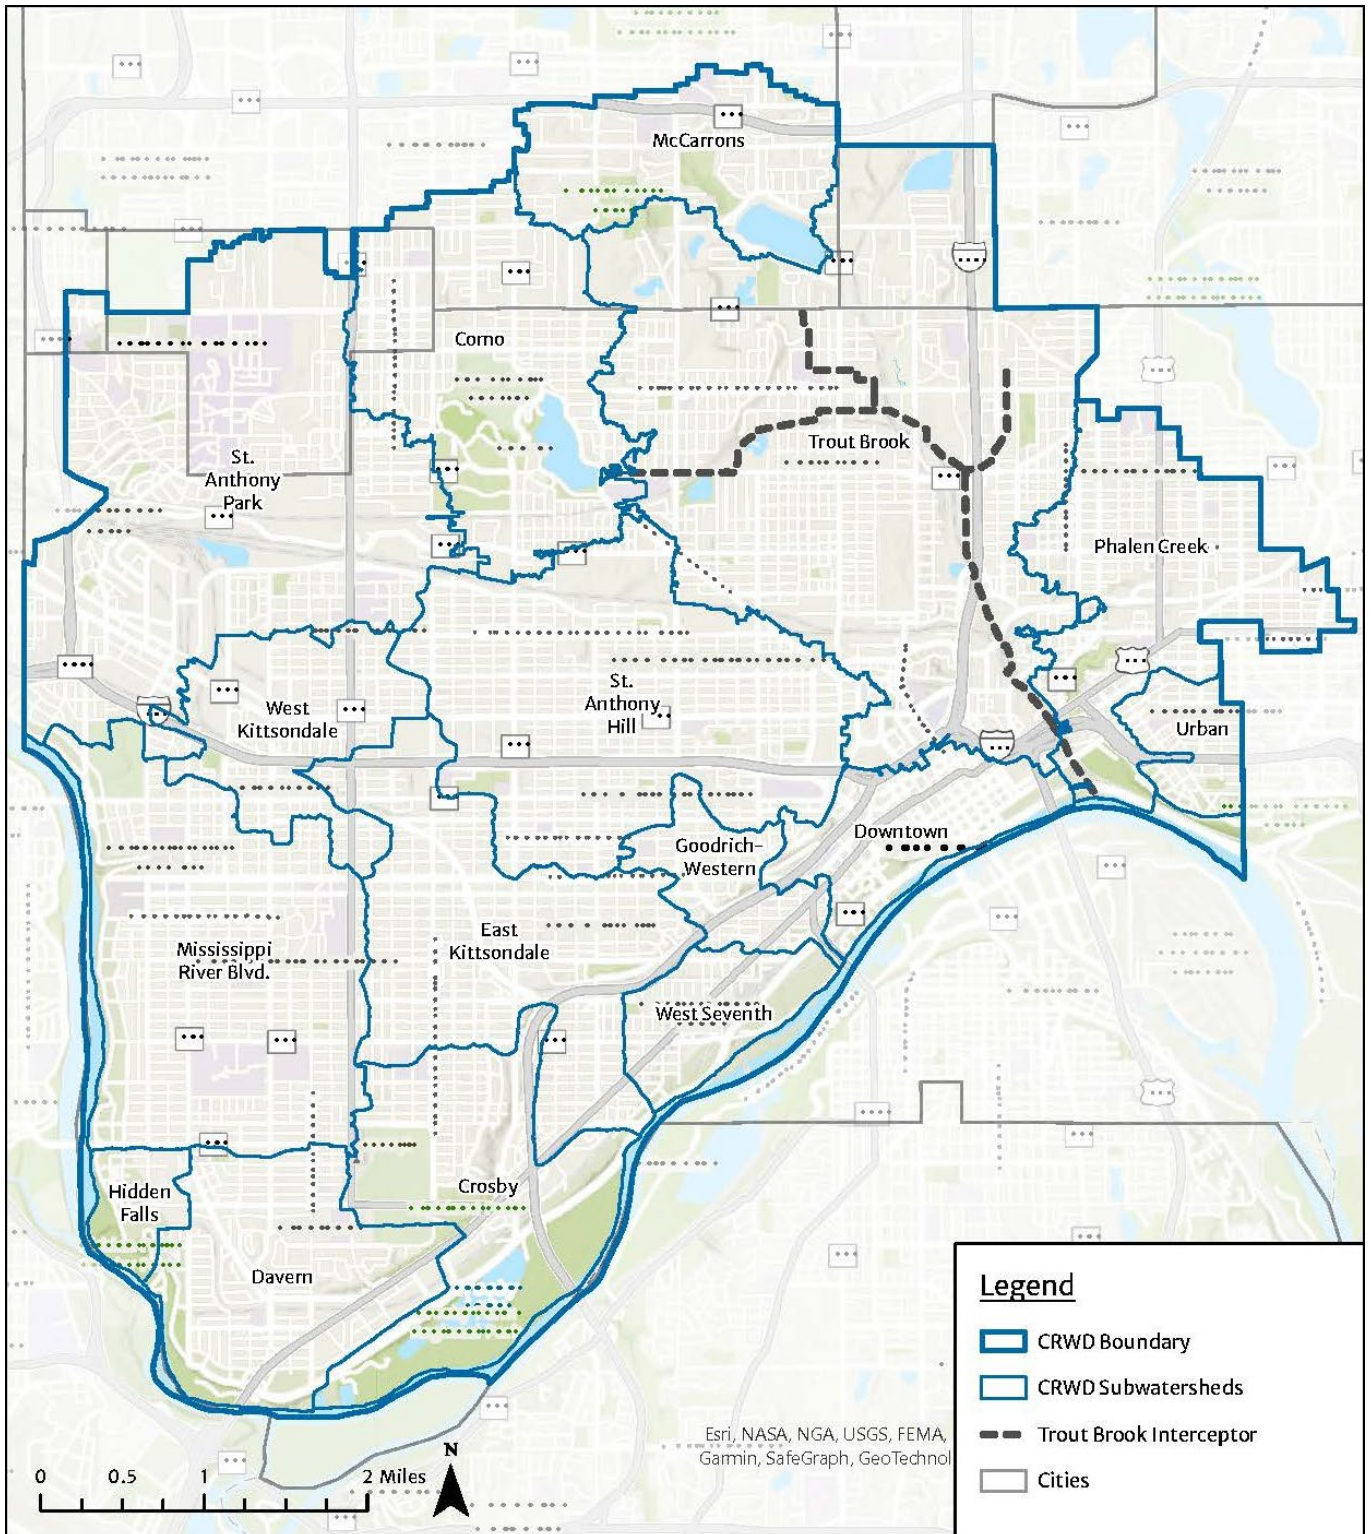 McCarrons
Como
St.
Anthony
Park
Trout Brook
Phalen Creek
West
Kittsondale
St.
Anthony
Hill
Urban
Downtown
Goodrich-
Western
Mississippi
River Blvd.
East
Kittsondale
West Seventh
Hidden
Falls
Crosby
Davern
Legend
CRWD Boundary
CRWD Subwatersheds
Trout Brook Interceptor
Cities
Esri, NASA, NGA, USGS, FEMA,
Garmin, SafeGraph, GeoTechnol
N
0 0.5 1 2 Miles